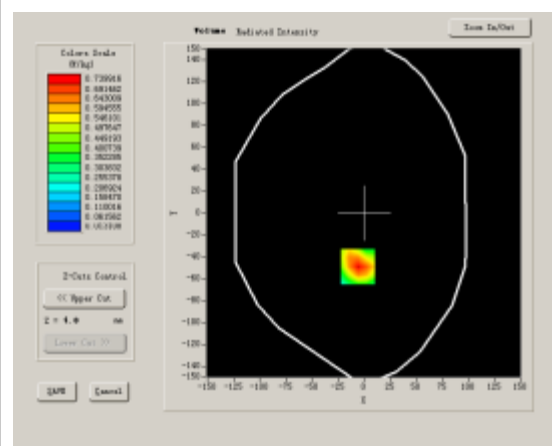 Volume Radiated Intensity
Zoom In/Out
Colors Scale
(W/kg)
0.739916
0.691462
0.643009
0.594555
0.546101
0.497647
0.449193
0.400739
0.352285
0.303832
0.255378
0.206924
0.158470
0.110016
0.061562
150
140
120
100
80
60
40
20
0
-20
-40
-60
-80
-100
-120
-140
-150
Y
-150 -125 -100 -75 -50 -25 0 25 50 75 100 125 150
X
Z-Cuts Control
<< Upper Cut
Z = 4.0 mm
Lower Cut >>
SAVE
Cancel